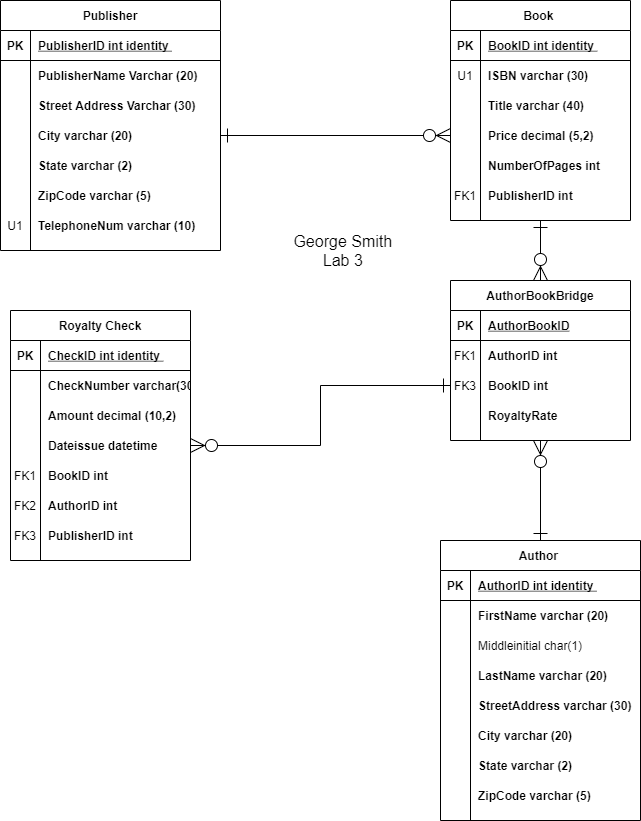 Publisher
PK PublisherID int identity
PublisherName Varchar (20)
Street Address Varchar (30)
City varchar (20)
State varchar (2)
ZipCode varchar (5)
U1 TelephoneNum varchar (10)
Book
PK BookID int identity
U1 ISBN varchar (30)
Title varchar (40)
Price decimal (5,2)
NumberOfPages int
FK1 PublisherID int
George Smith
Lab 3
AuthorBookBridge
PK AuthorBookID
FK1 AuthorID int
FK3 BookID int
RoyaltyRate
Royalty Check
PK CheckID int identity
CheckNumber varchar(30
Amount decimal (10,2)
Dateissue datetime
FK1 BookID int
FK2 AuthorID int
FK3 PublisherID int
Author
PK AuthorID int identity
FirstName varchar (20)
Middleinitial char(1)
LastName varchar (20)
StreetAddress varchar (30)
City varchar (20)
State varchar (2)
ZipCode varchar (5)